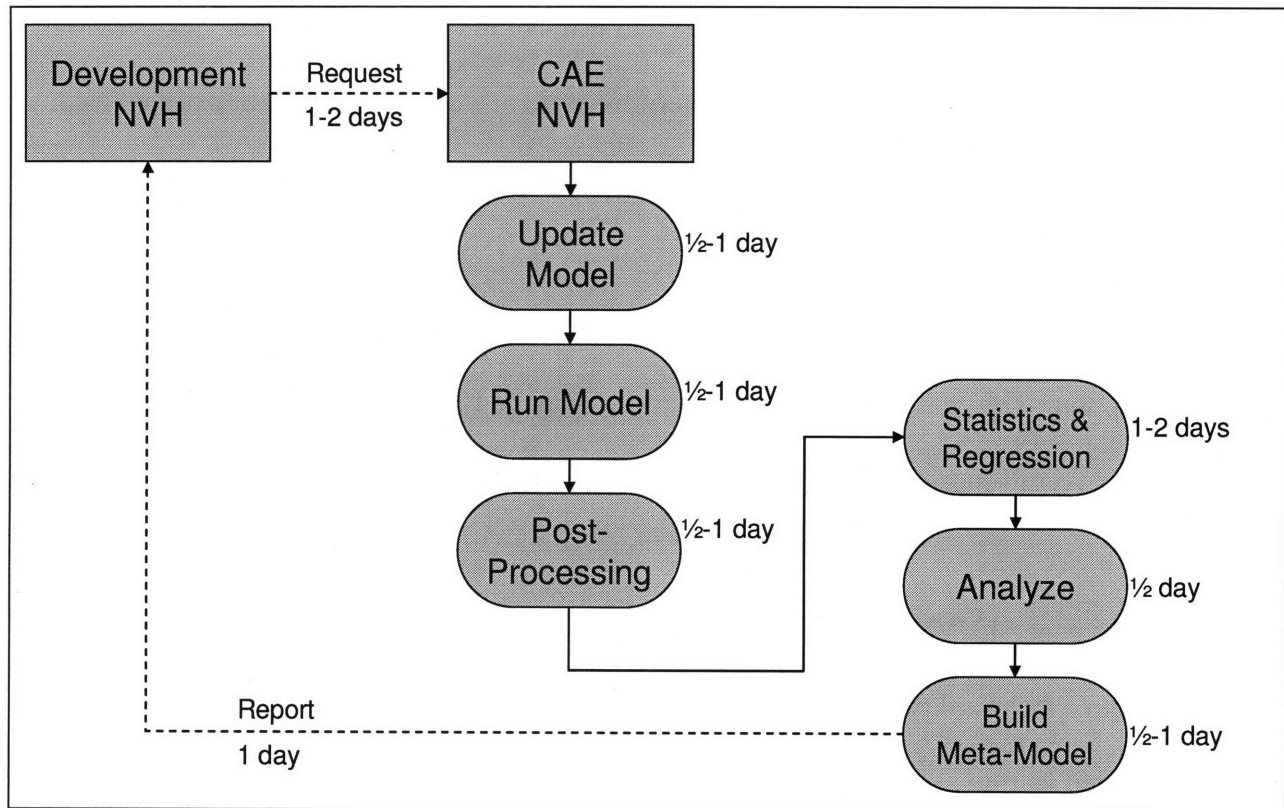 Development
NVH
Request
1-2 days
CAE
NVH
Update
Model
½-1 day
Run Model
½-1 day
Post-
Processing
½-1 day
Statistics &
Regression
1-2 days
Analyze
½ day
Build
Meta-Model
½-1 day
Report
1 day